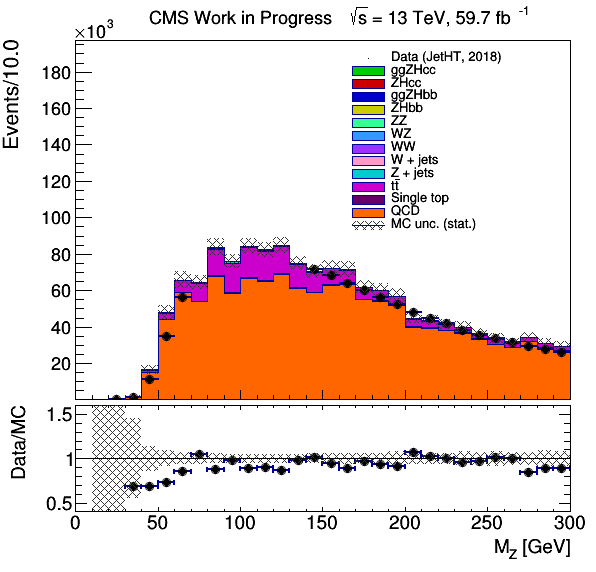 CMS Work in Progress √s = 13 TeV, 59.7 fb⁻¹
×10³
Events/10.0
180
160
140
120
100
80
60
40
20
Data (JetHT, 2018)
ggZHcc
ZHcc
ggZHbb
ZHbb
ZZ
WZ
WW
W + jets
Z + jets
tt̄
Single top
QCD
MC unc. (stat.)
Data/MC
1.5
1
0.5
0 50 100 150 200 250 300
M_Z [GeV]